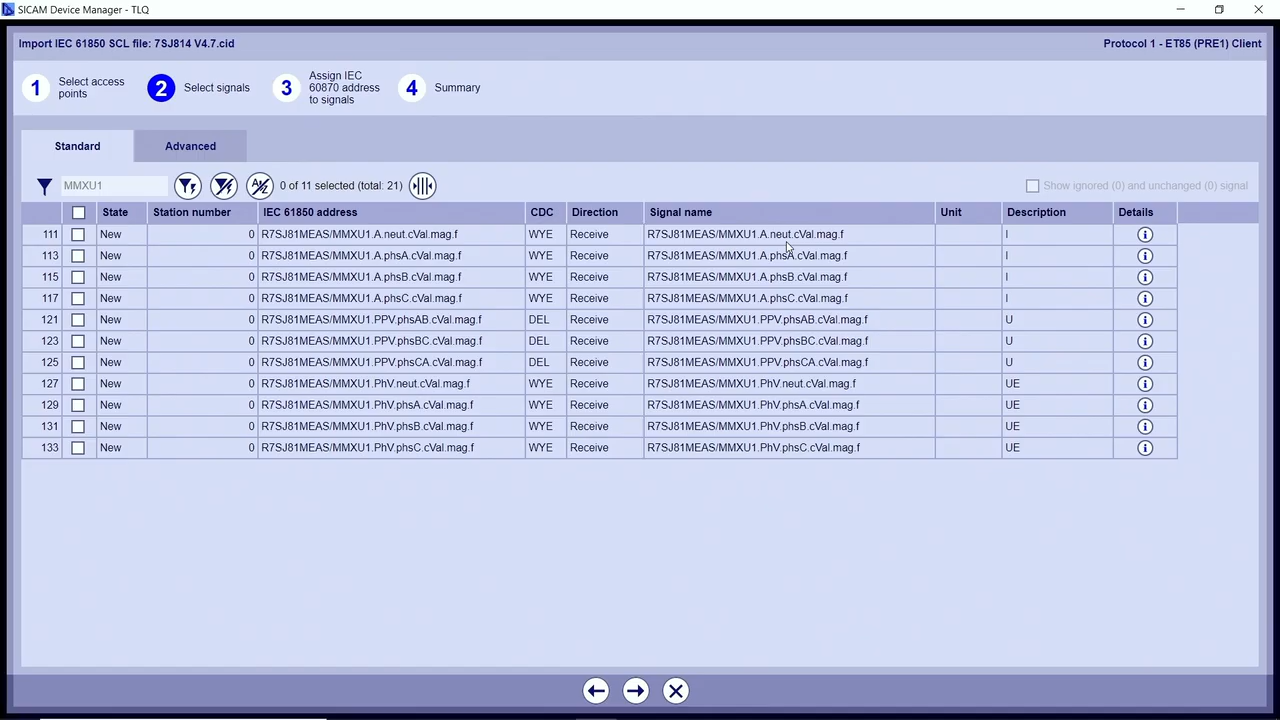 SICAM Device Manager - TLQ
Import IEC 61850 SCL file: 7SJ814 V4.7.cid
Protocol 1 - ET85 (PRE1) Client
1 Select access points
2 Select signals
3 Assign IEC 60870 address to signals
4 Summary
Standard Advanced
MMXU1 A/Z 0 of 11 selected (total: 21) Show ignored (0) and unchanged (0) signal
State Station number IEC 61850 address CDC Direction Signal name Unit Description Details
111 New 0 R7SJ81MEAS/MMXU1.A.neut.cVal.mag.f WYE Receive R7SJ81MEAS/MMXU1.A.neut.cVal.mag.f I i
113 New 0 R7SJ81MEAS/MMXU1.A.phsA.cVal.mag.f WYE Receive R7SJ81MEAS/MMXU1.A.phsA.cVal.mag.f I i
115 New 0 R7SJ81MEAS/MMXU1.A.phsB.cVal.mag.f WYE Receive R7SJ81MEAS/MMXU1.A.phsB.cVal.mag.f I i
117 New 0 R7SJ81MEAS/MMXU1.A.phsC.cVal.mag.f WYE Receive R7SJ81MEAS/MMXU1.A.phsC.cVal.mag.f I i
121 New 0 R7SJ81MEAS/MMXU1.PPV.phsAB.cVal.mag.f DEL Receive R7SJ81MEAS/MMXU1.PPV.phsAB.cVal.mag.f U i
123 New 0 R7SJ81MEAS/MMXU1.PPV.phsBC.cVal.mag.f DEL Receive R7SJ81MEAS/MMXU1.PPV.phsBC.cVal.mag.f U i
125 New 0 R7SJ81MEAS/MMXU1.PPV.phsCA.cVal.mag.f DEL Receive R7SJ81MEAS/MMXU1.PPV.phsCA.cVal.mag.f U i
127 New 0 R7SJ81MEAS/MMXU1.PhV.neut.cVal.mag.f WYE Receive R7SJ81MEAS/MMXU1.PhV.neut.cVal.mag.f UE i
129 New 0 R7SJ81MEAS/MMXU1.PhV.phsA.cVal.mag.f WYE Receive R7SJ81MEAS/MMXU1.PhV.phsA.cVal.mag.f UE i
131 New 0 R7SJ81MEAS/MMXU1.PhV.phsB.cVal.mag.f WYE Receive R7SJ81MEAS/MMXU1.PhV.phsB.cVal.mag.f UE i
133 New 0 R7SJ81MEAS/MMXU1.PhV.phsC.cVal.mag.f WYE Receive R7SJ81MEAS/MMXU1.PhV.phsC.cVal.mag.f UE i